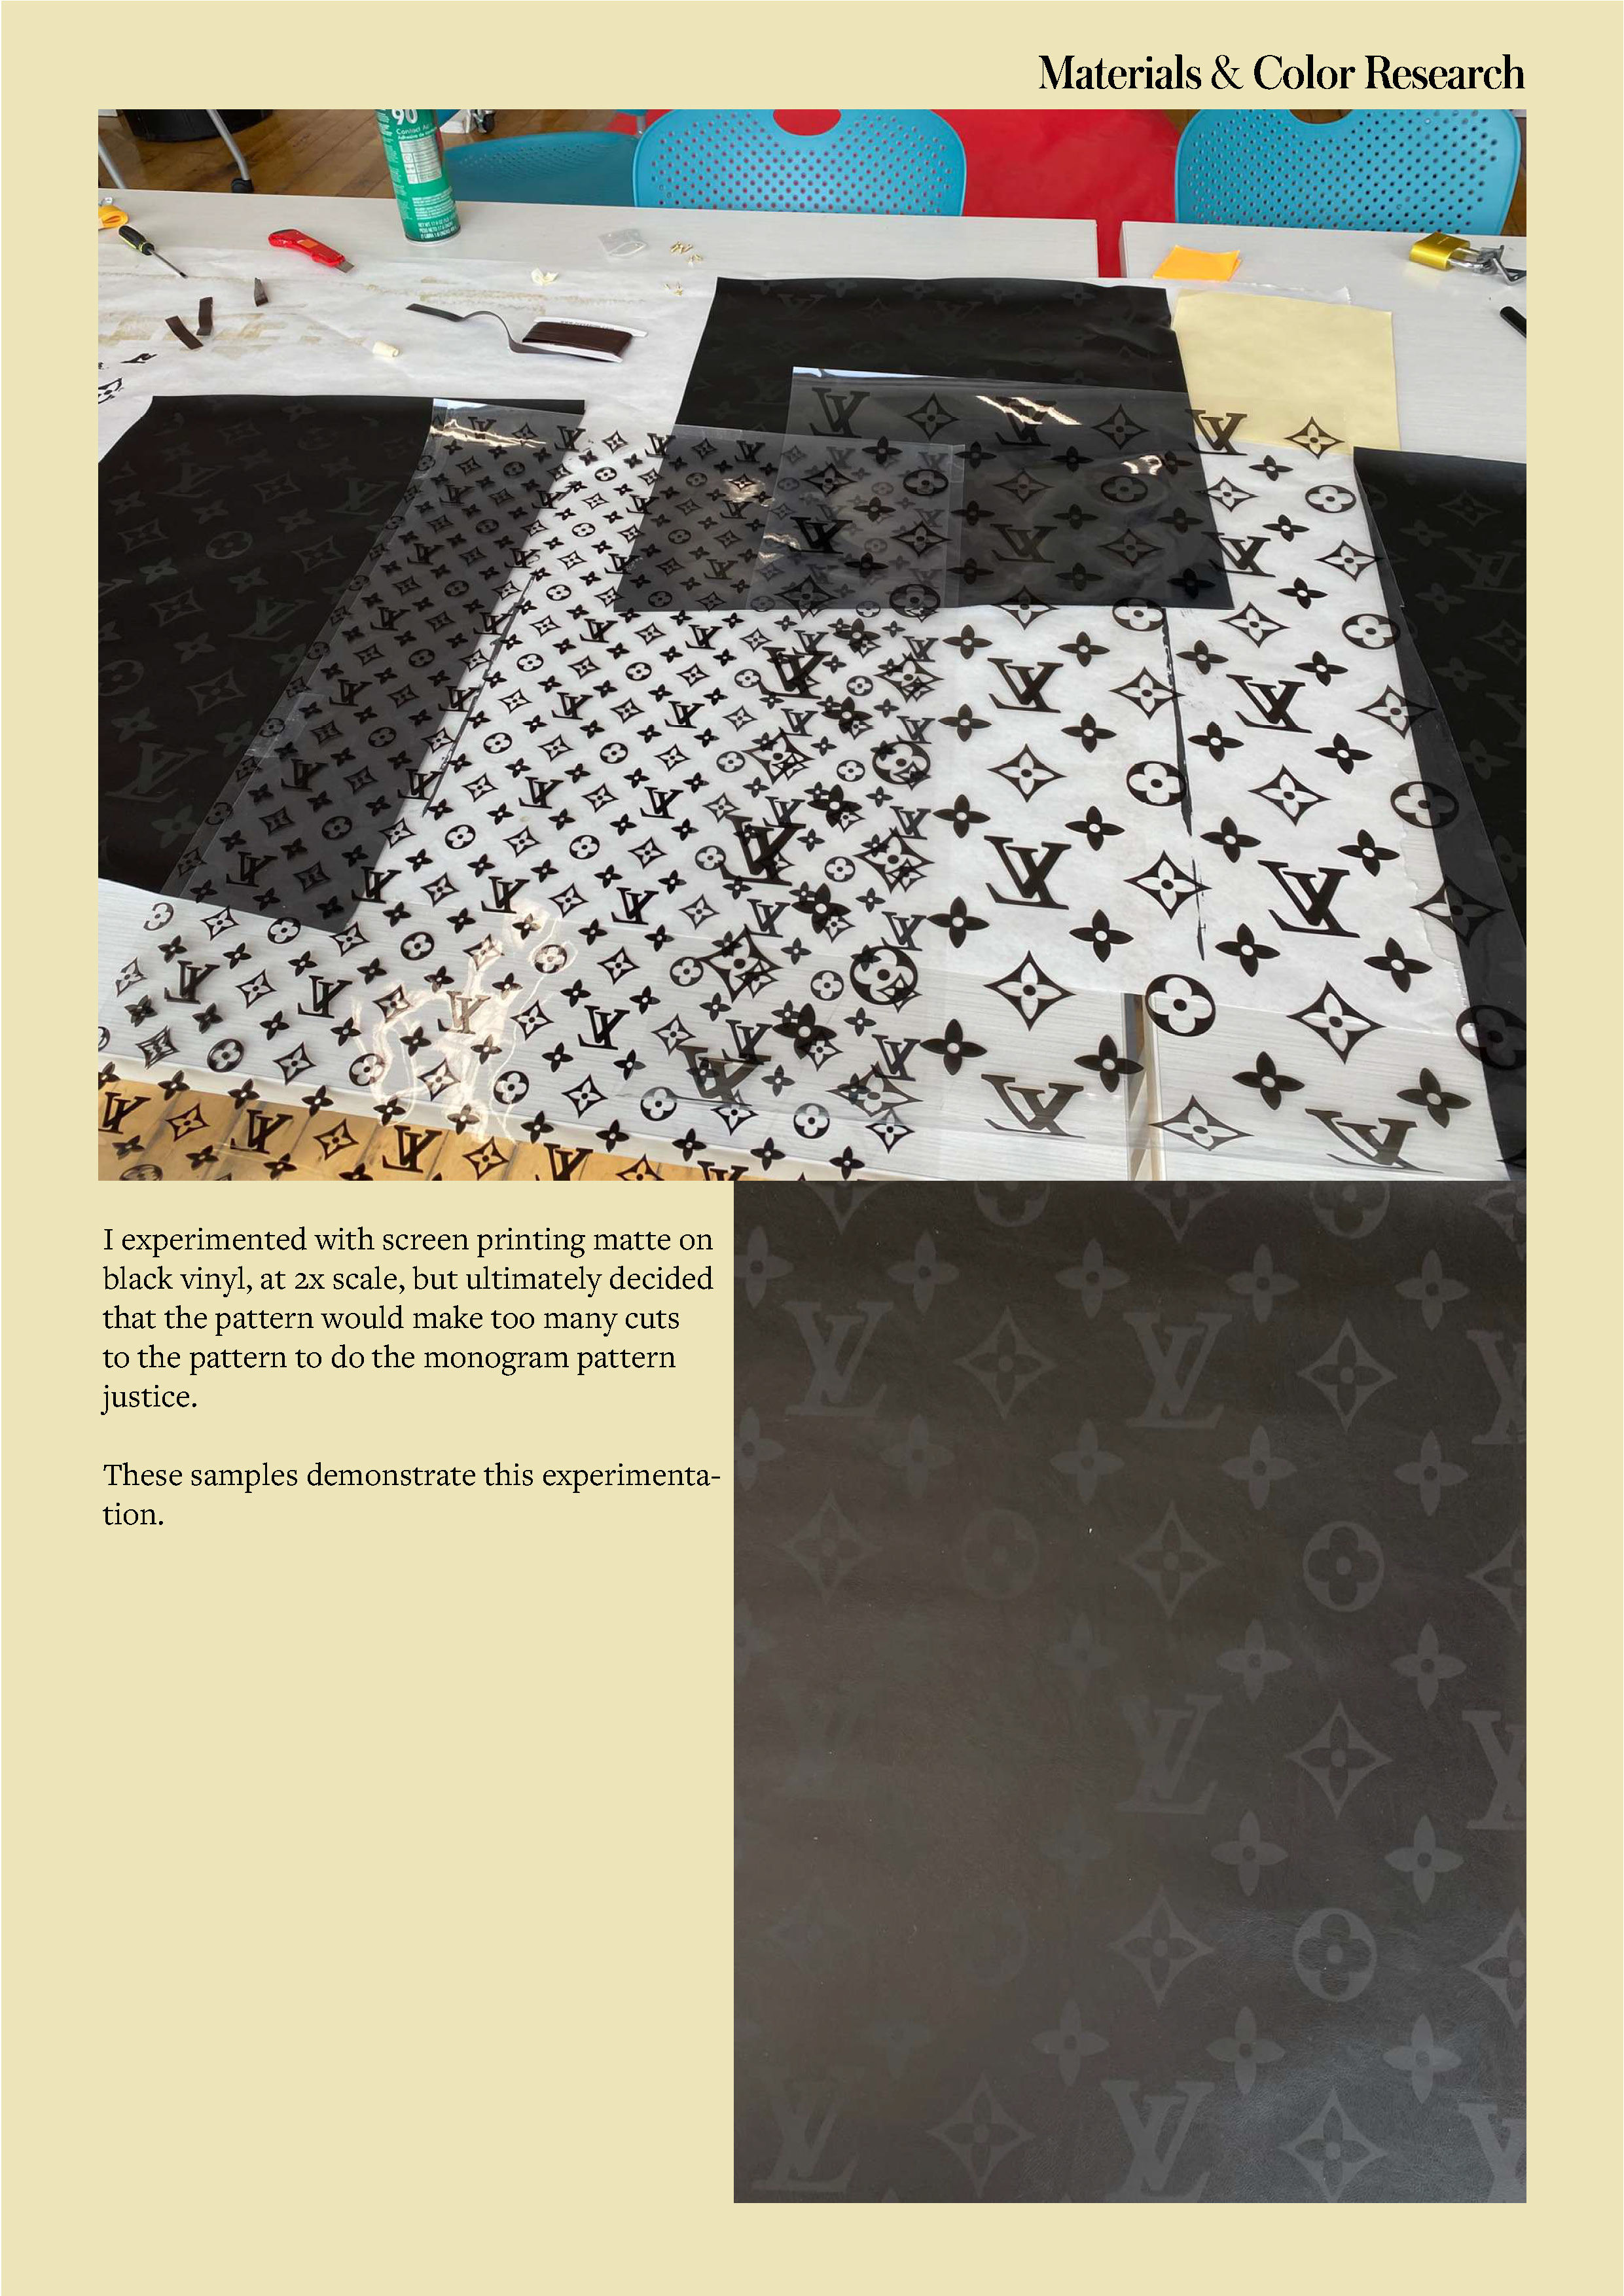 Materials & Color Research
90
I experimented with screen printing matte on
black vinyl, at 2x scale, but ultimately decided
that the pattern would make too many cuts
to the pattern to do the monogram pattern
justice.
These samples demonstrate this experimenta-
tion.